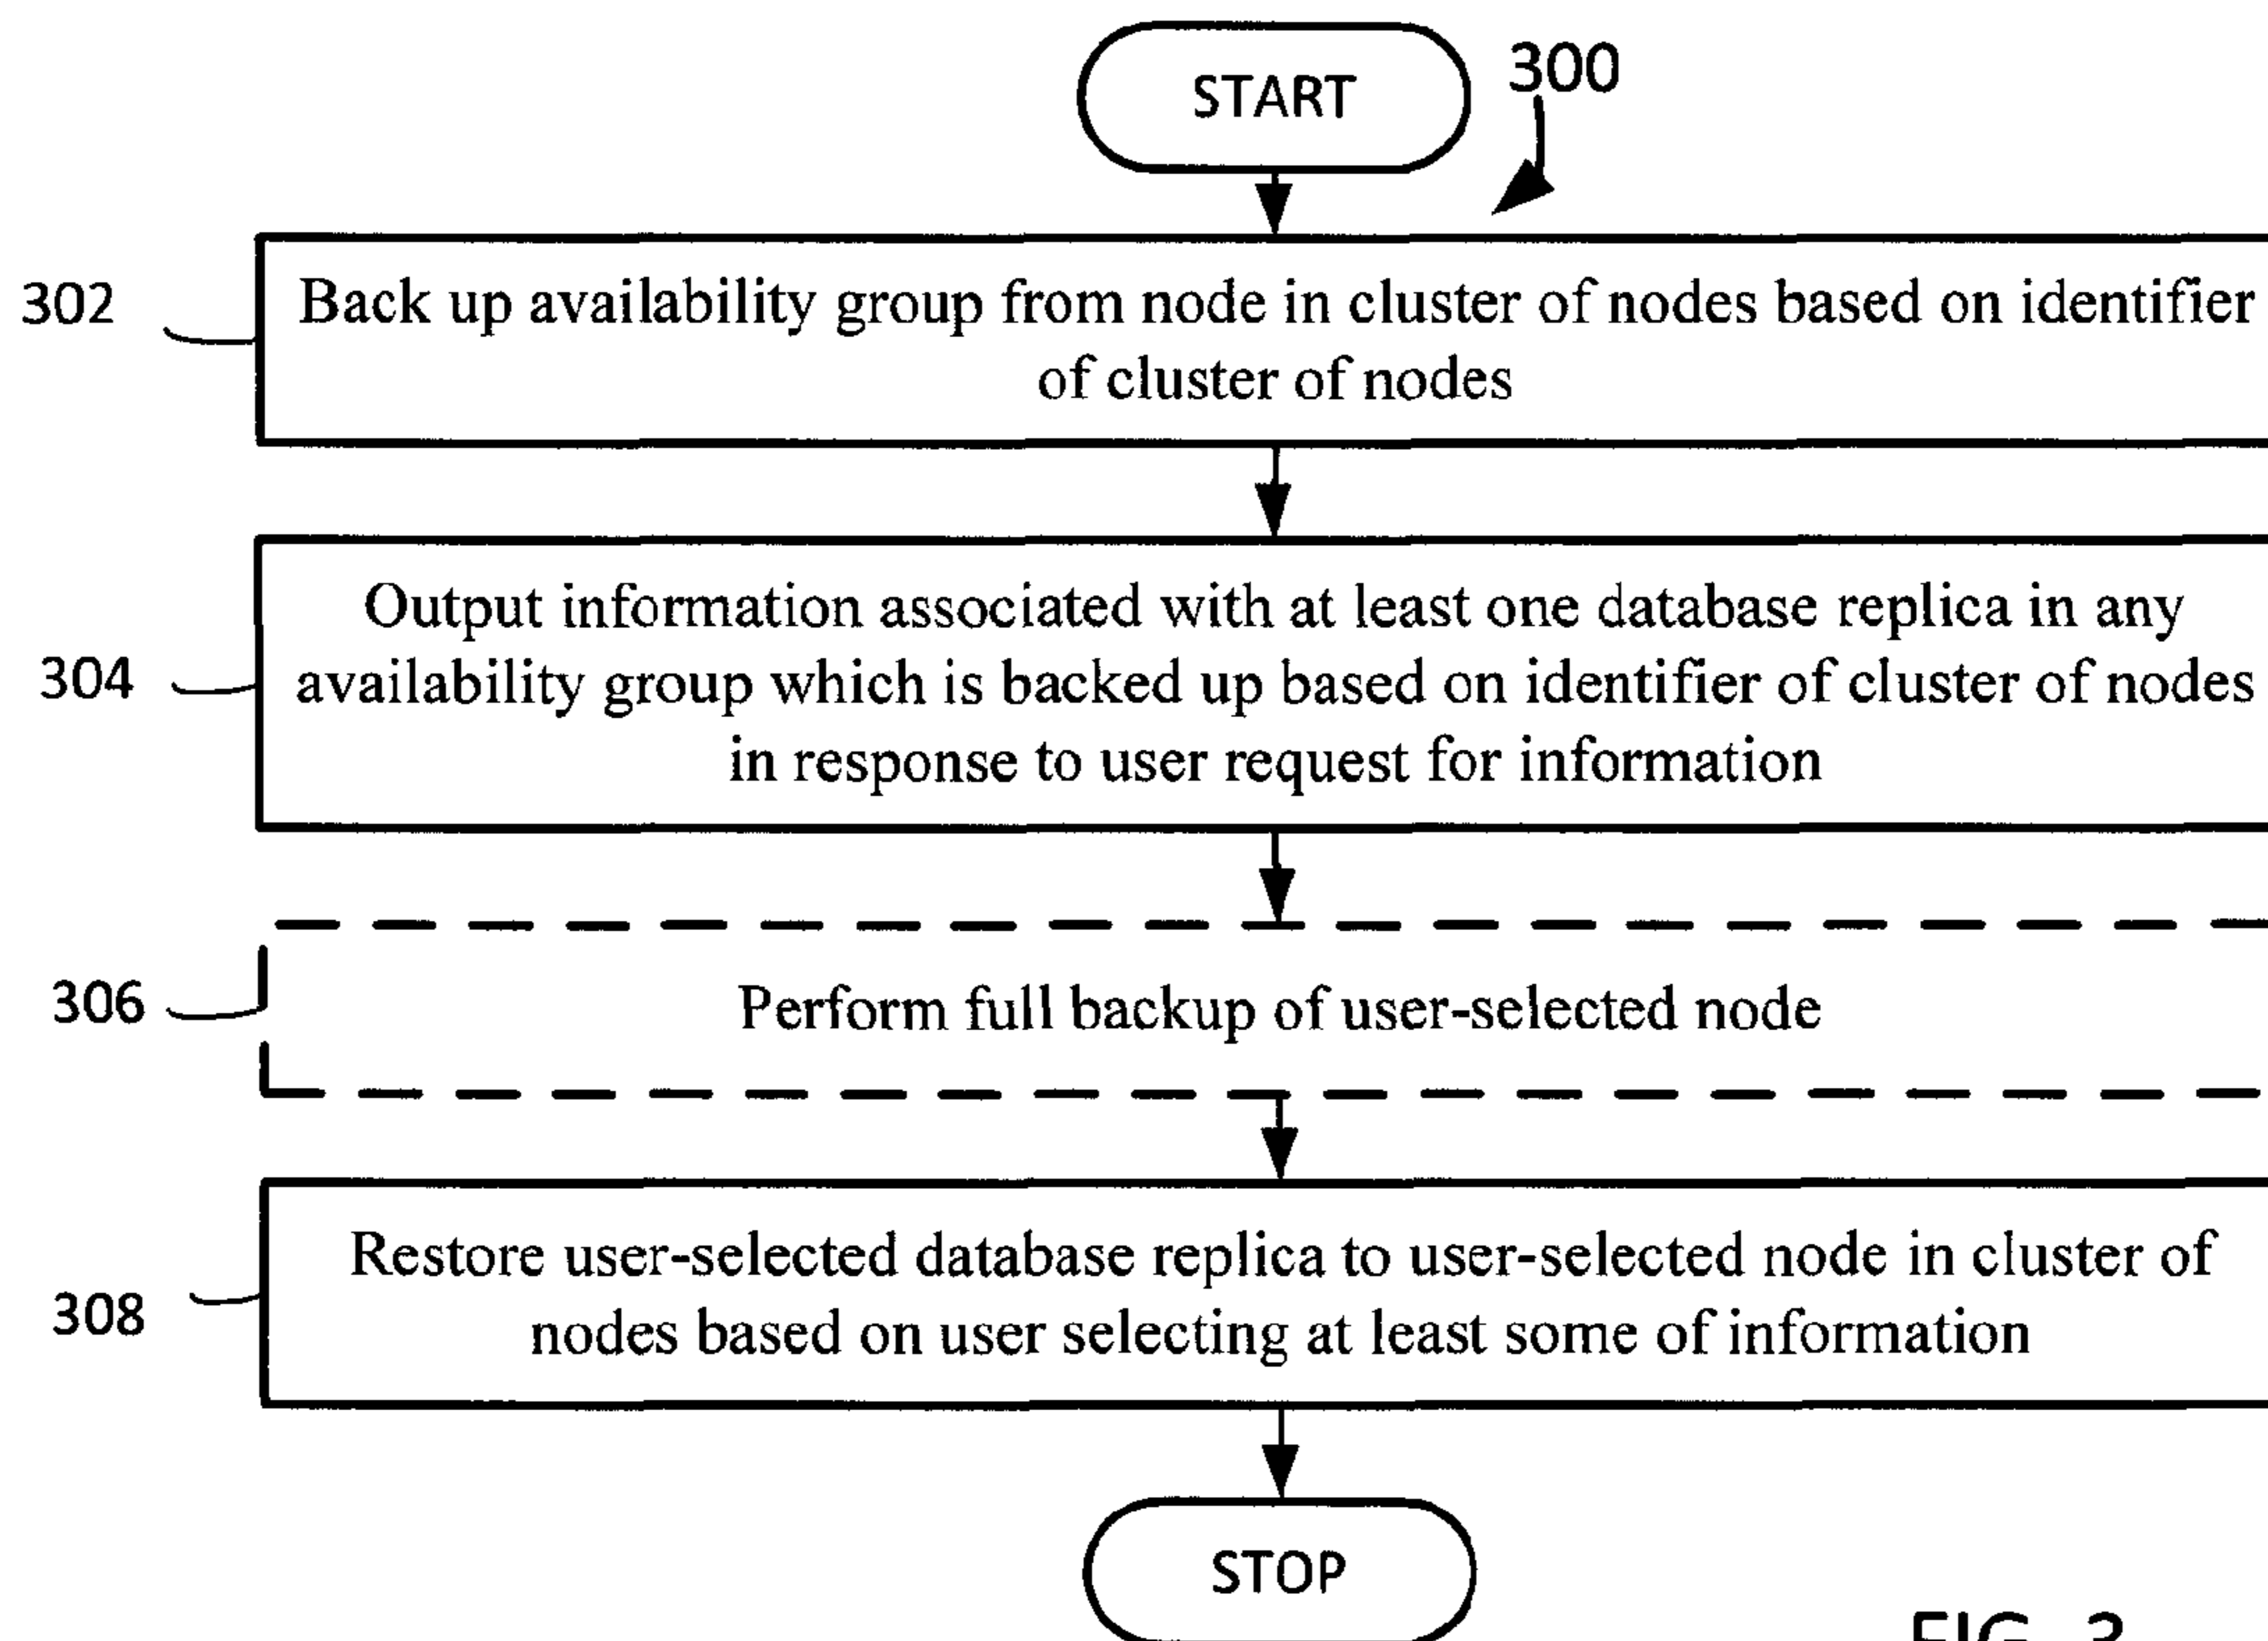 START
300
302
Back up availability group from node in cluster of nodes based on identifier
of cluster of nodes
304
Output information associated with at least one database replica in any
availability group which is backed up based on identifier of cluster of nodes
in response to user request for information
306
Perform full backup of user-selected node
308
Restore user-selected database replica to user-selected node in cluster of
nodes based on user selecting at least some of information
STOP
FIG. 3